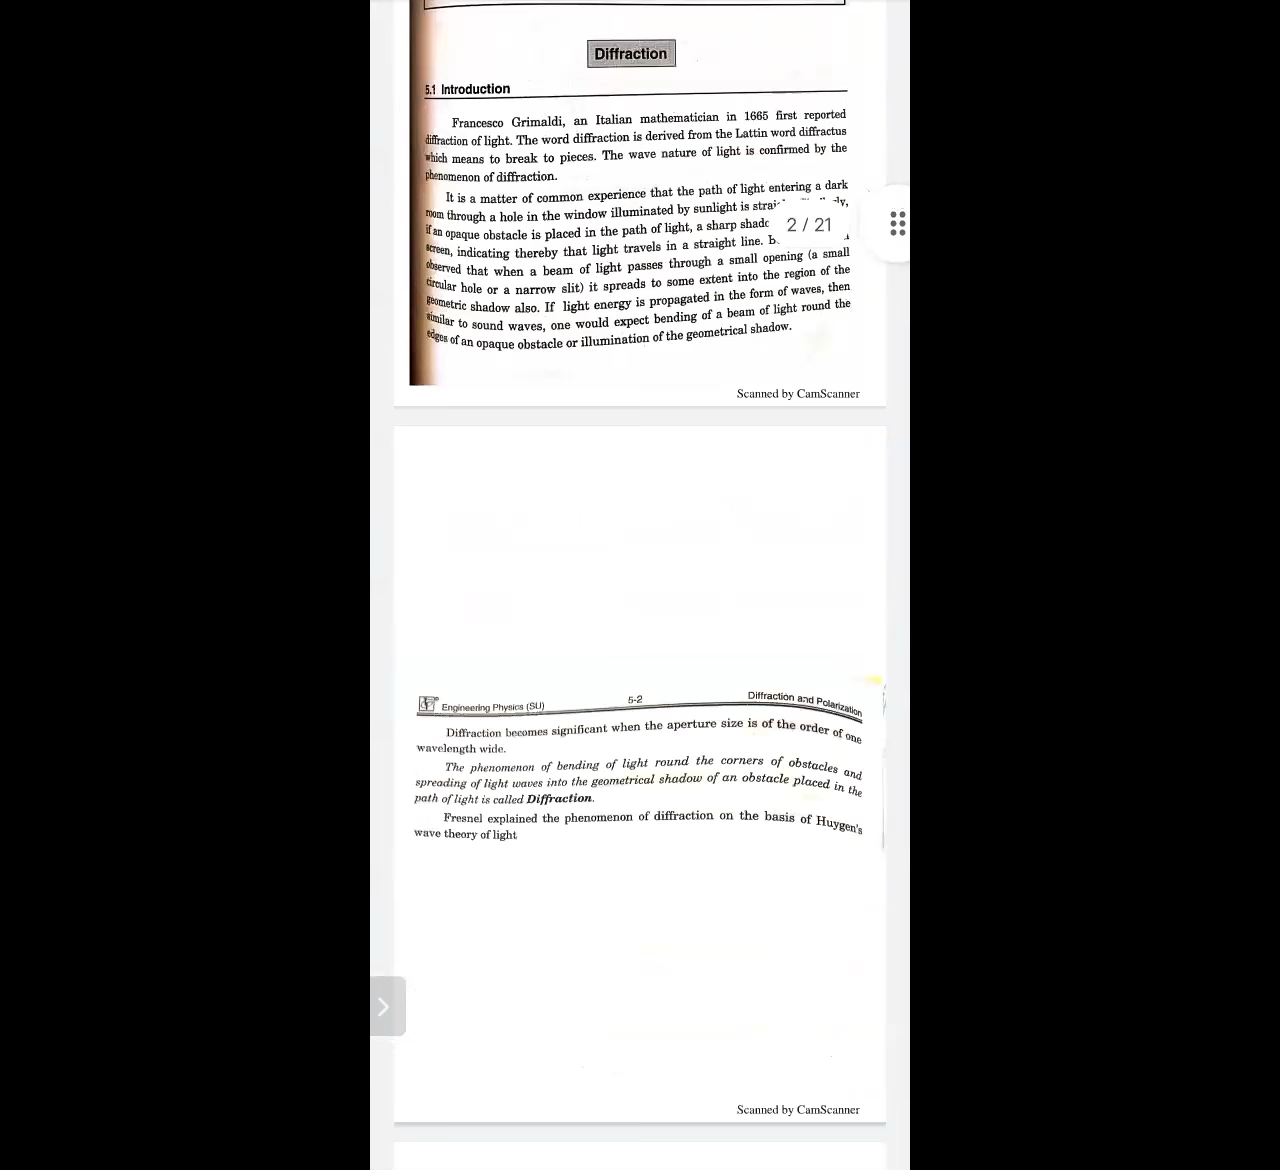 Diffraction
5.1 Introduction
Francesco Grimaldi, an Italian mathematician in 1665 first reported
diffraction of light. The word diffraction is derived from the Lattin word diffractus
which means to break to pieces. The wave nature of light is confirmed by the
phenomenon of diffraction.
It is a matter of common experience that the path of light entering a dark
room through a hole in the window illuminated by sunlight is
if an opaque obstacle is placed in the path of light, a sharp
2 / 21
screen, indicating thereby that light travels in a straight line.
observed that when a beam of light passes through a small opening (a small
circular hole or a narrow slit) it spreads to some extent into the region of the
geometric shadow also. If light energy is propagated in the form of waves, then
similar to sound waves, one would expect bending of a beam of light round the
edges of an opaque obstacle or illumination of the geometrical shadow.
Scanned by CamScanner
Engineering Physics (SU) 5-2 Diffraction and Polarization
Diffraction becomes significant when the aperture size is of the order of one
wavelength wide.
The phenomenon of bending of light round the corners of obstacles and
spreading of light waves into the geometrical shadow of an obstacle placed in the
path of light is called Diffraction.
Fresnel explained the phenomenon of diffraction on the basis of Huygen's
wave theory of light
Scanned by CamScanner